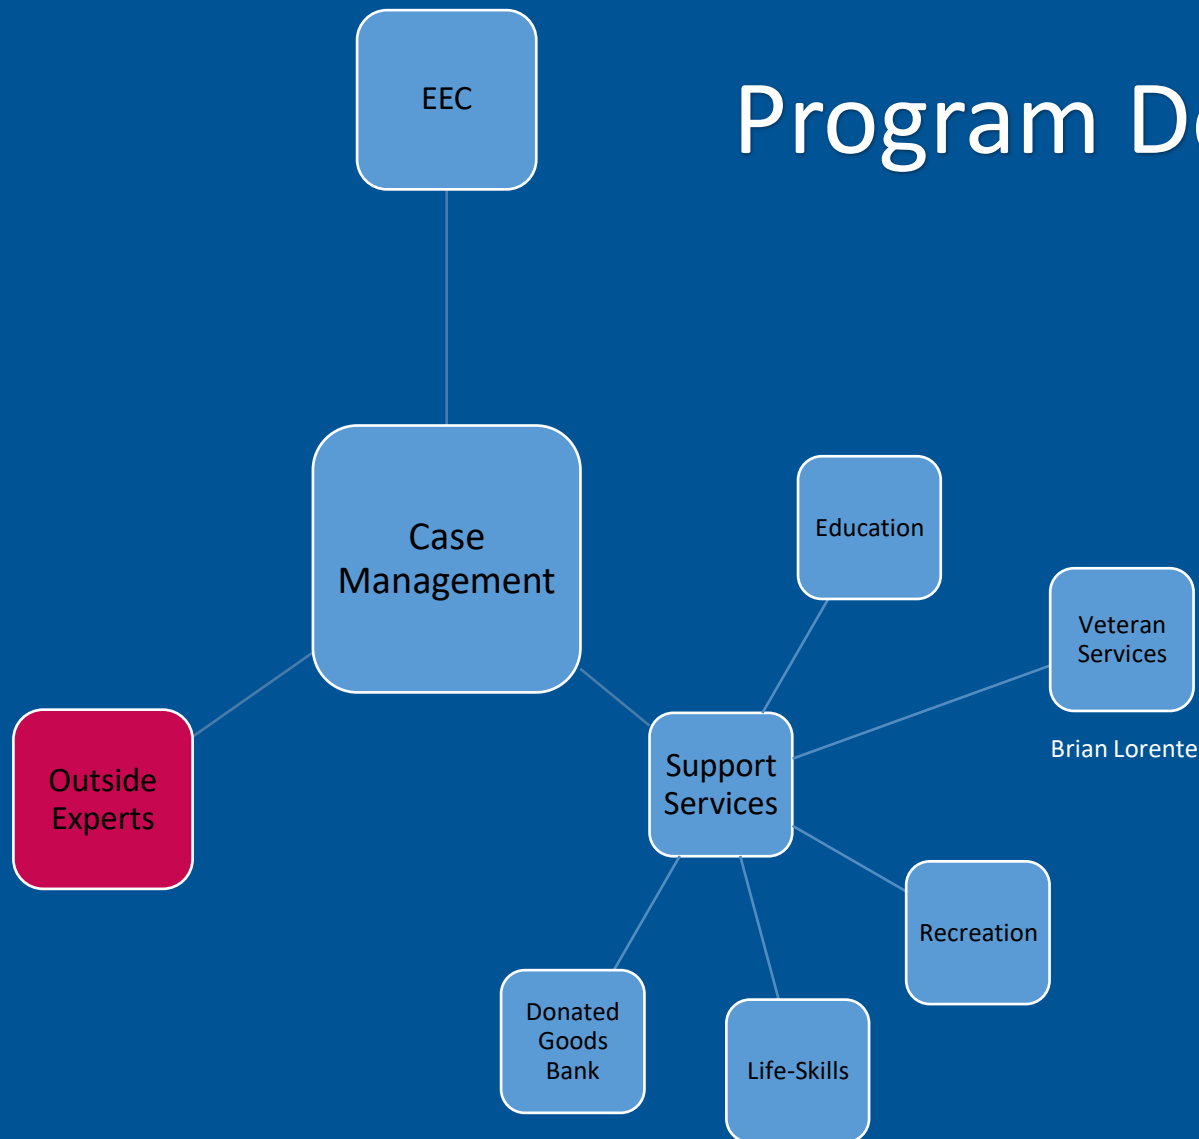 EEC
Program D
Case
Management
Education
Veteran
Services
Brian Lorente
Outside
Experts
Support
Services
Recreation
Donated
Goods
Bank
Life-Skills